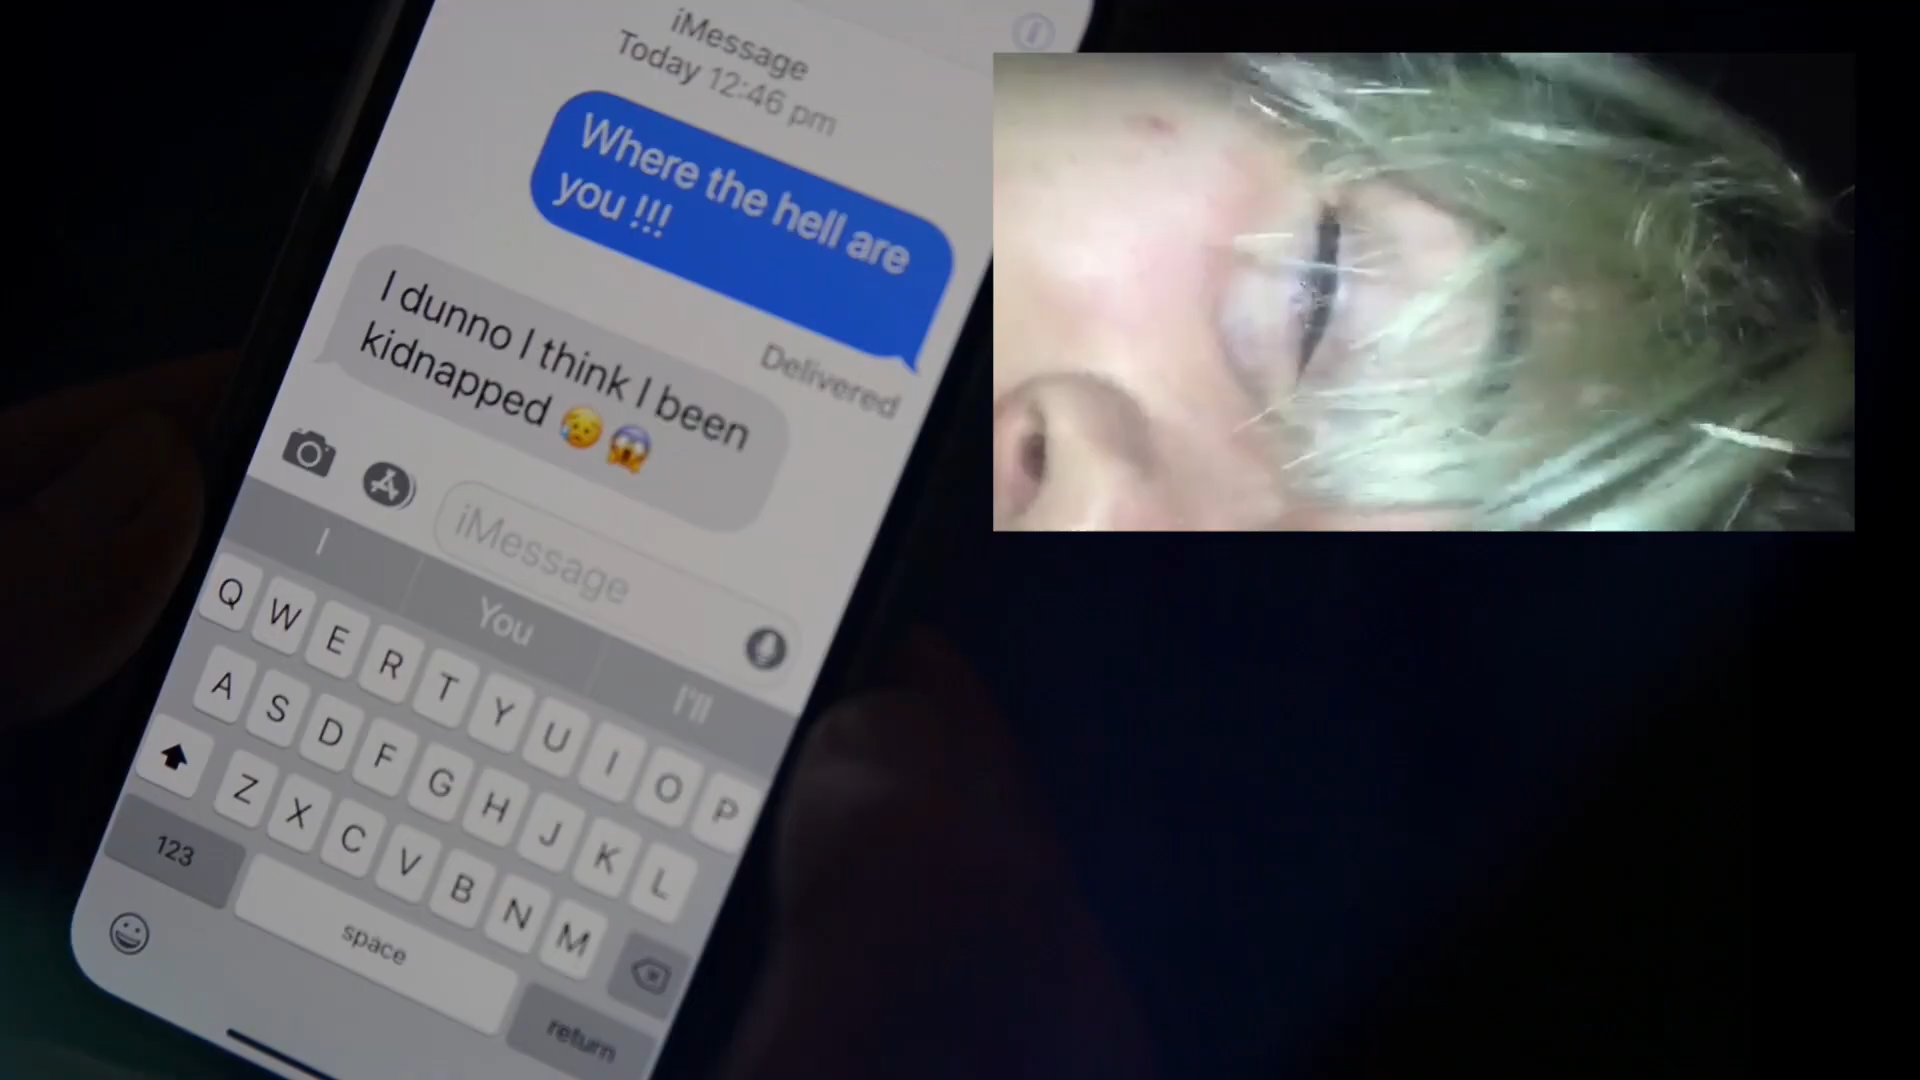 iMessage
Today 12:46 pm
Where the hell are
you !!!
Delivered
I dunno I think I been
kidnapped 😥 😱
iMessage
I
You
I'll
Q W E R T Y U I O P
A S D F G H J K L
Z X C V B N M
123
space
return